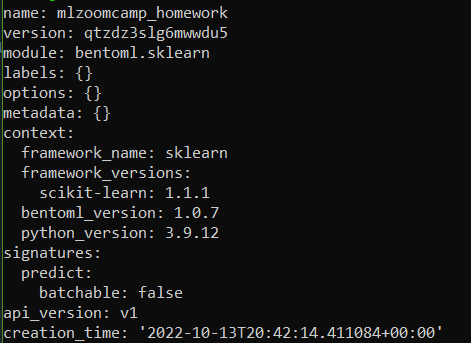 name: mlzoomcamp_homework
version: qtzdz3slg6mwwdu5
module: bentoml.sklearn
labels: {}
options: {}
metadata: {}
context:
  framework_name: sklearn
  framework_versions:
    scikit-learn: 1.1.1
  bentoml_version: 1.0.7
  python_version: 3.9.12
signatures:
  predict:
    batchable: false
api_version: v1
creation_time: '2022-10-13T20:42:14.411084+00:00'